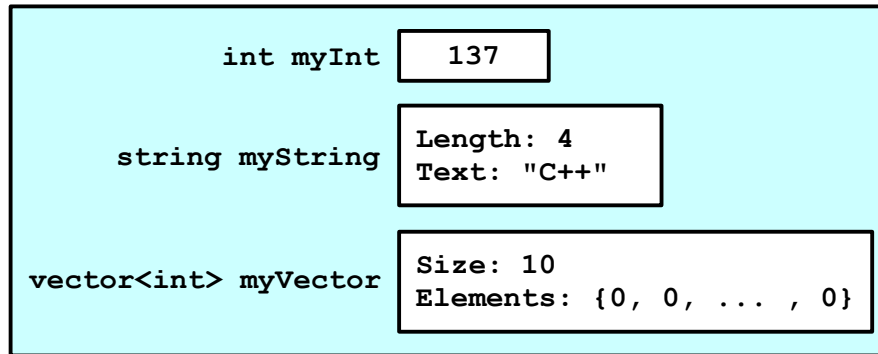 int myInt 137
string myString
Length: 4
Text: "C++"
vector<int> myVector
Size: 10
Elements: {0, 0, ... , 0}